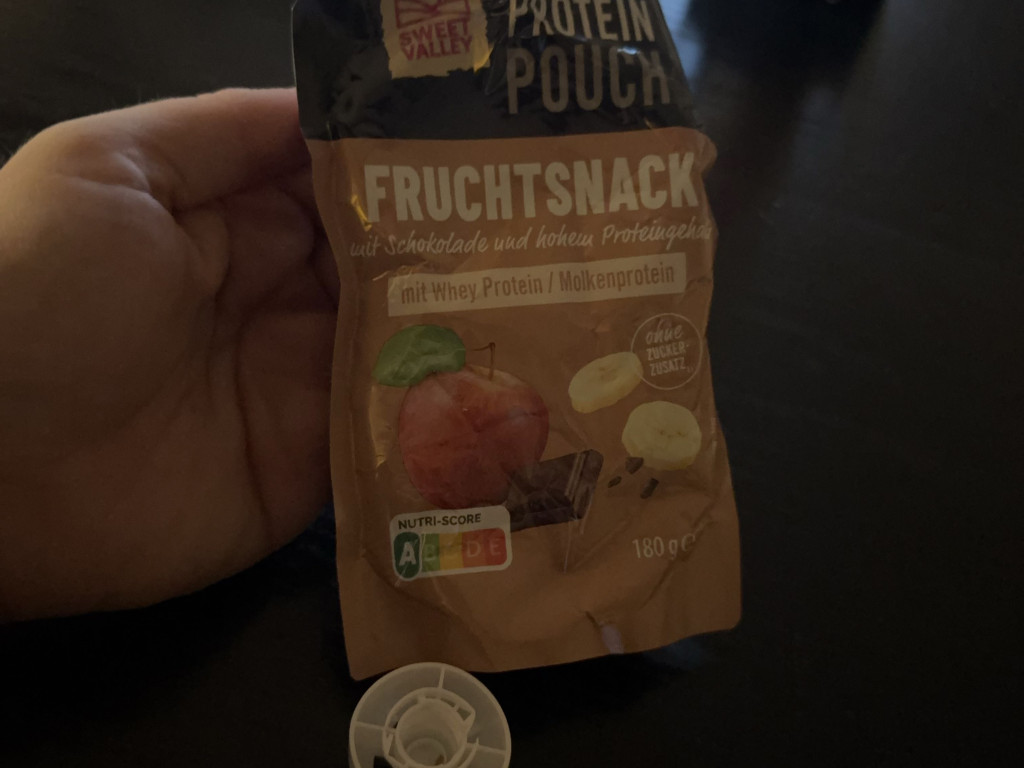 SWEET
VALLEY
PROTEIN
POUCH
FRUCHTSNACK
mit Schokolade und hohem Proteingeha
mit Whey Protein / Molkenprotein
ohne
ZUCKER-
ZUSATZ
NUTRI-SCORE
A B C D E
180 g e